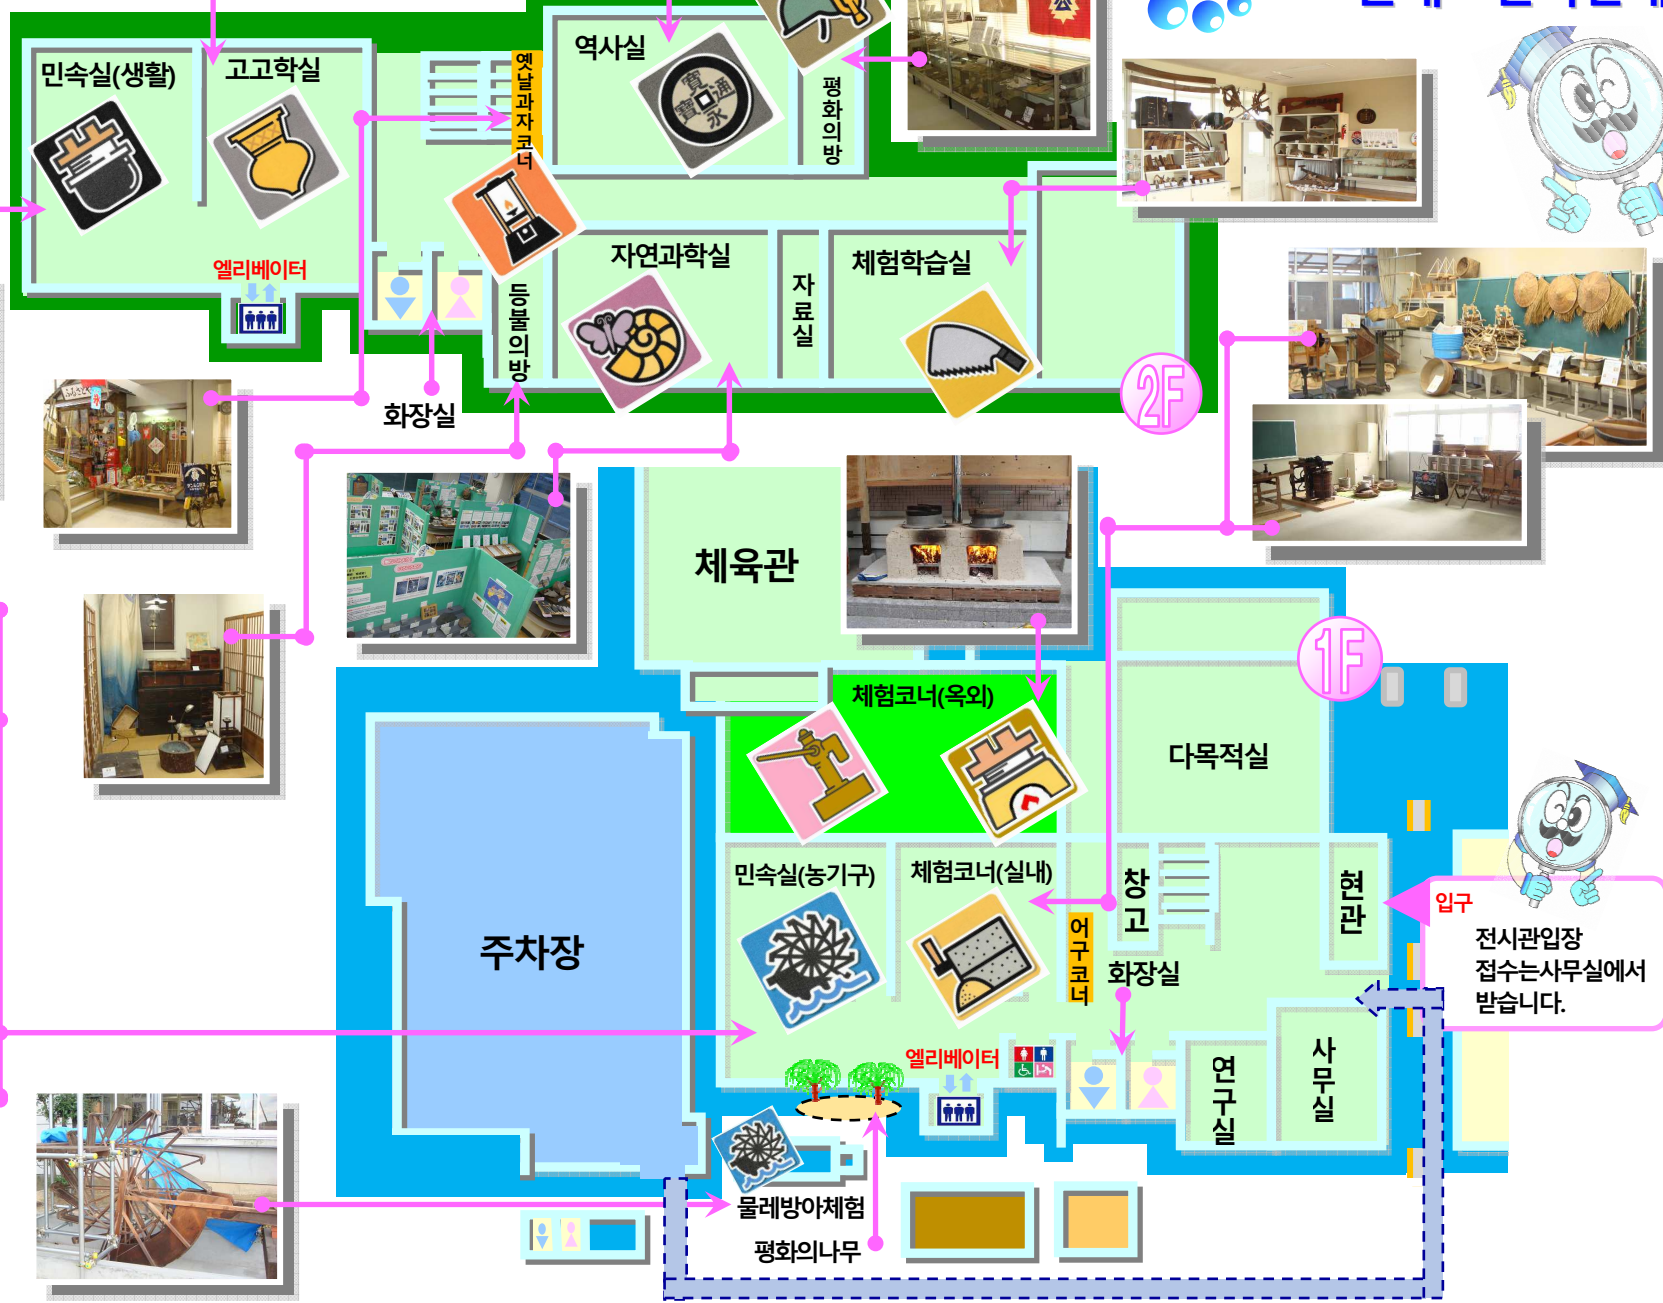 민속실(생활)
고고학실
옛날과자 코너
역사실
평화의방
엘리베이터
등불의방
자연과학실
자료실
체험학습실
화장실
2F
체육관
1F
체험코너(옥외)
다목적실
민속실(농기구)
체험코너(실내)
창고
현관
어구코너
화장실
주차장
입구
전시관입장
접수는사무실에서
받습니다.
엘리베이터
연구실
사무실
물레방아체험
평화의나무
寳永通寳